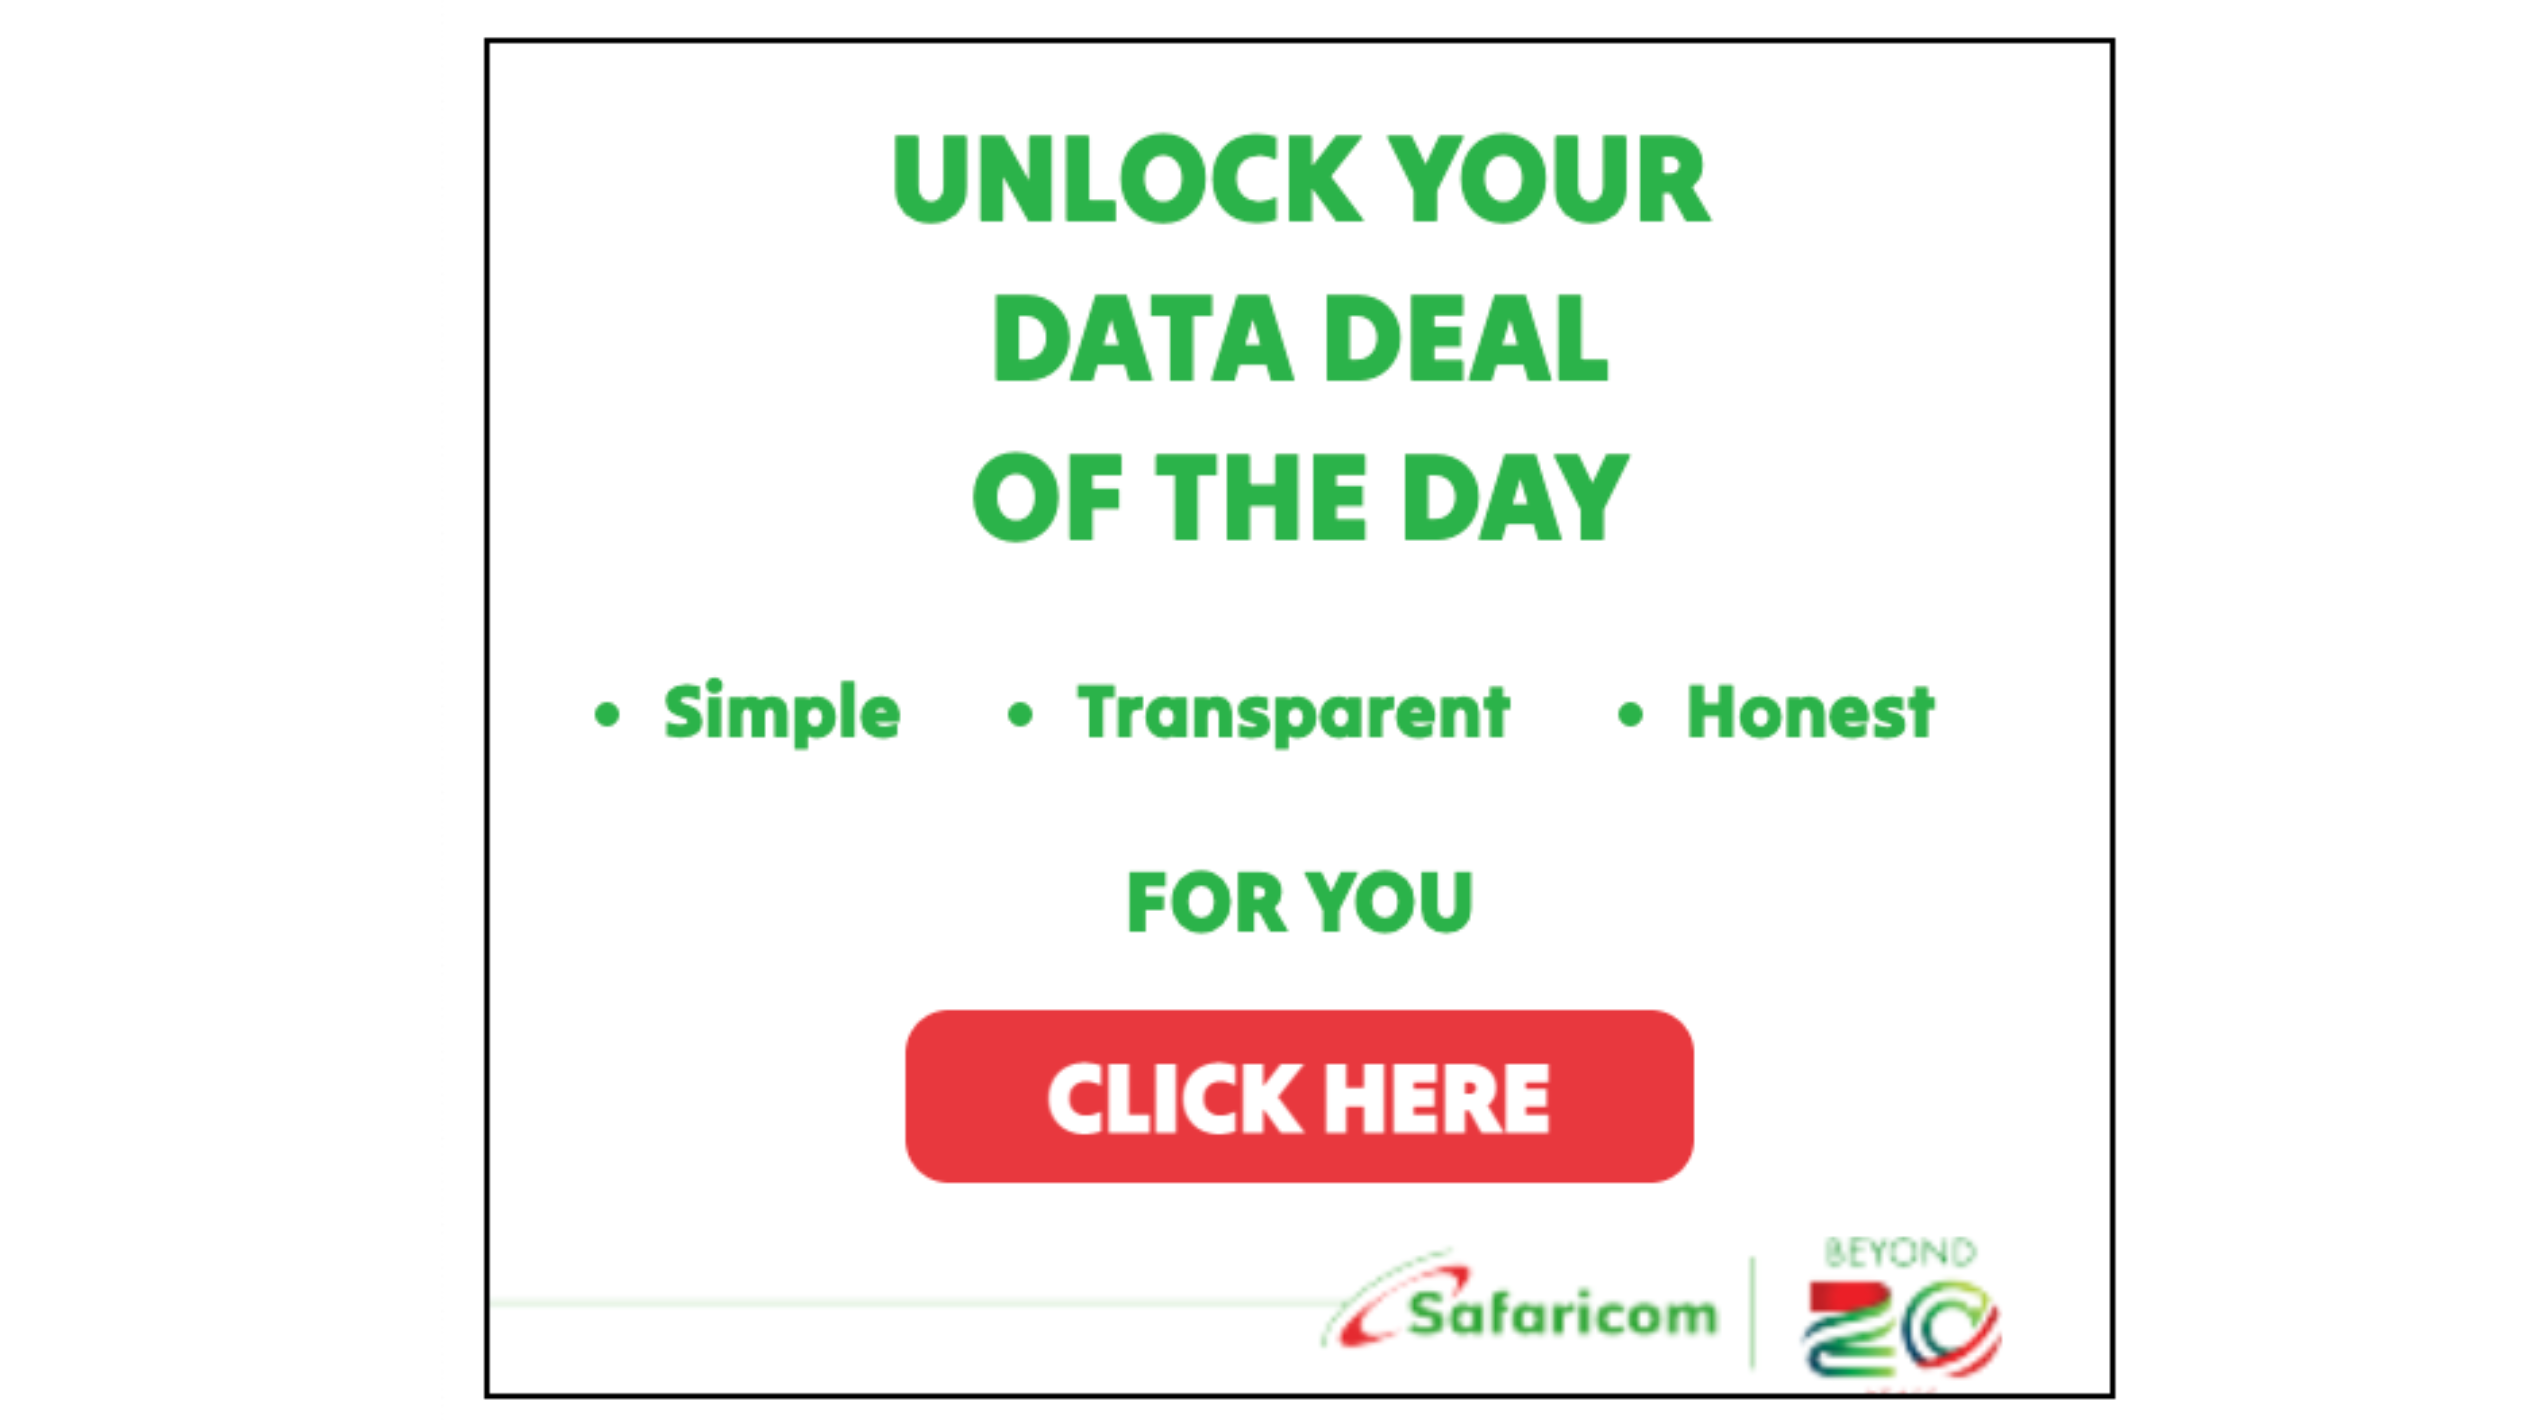 UNLOCK YOUR
DATA DEAL
OF THE DAY
• Simple • Transparent • Honest
FOR YOU
CLICK HERE
Safaricom
BEYOND
20